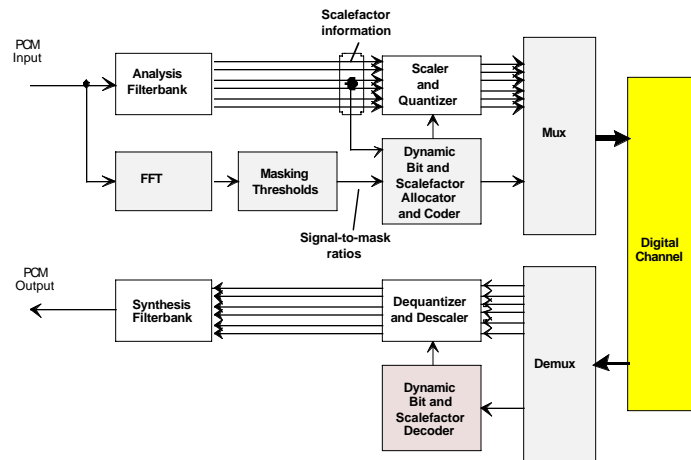 PCM
Input
Scalefactor
information
Analysis
Filterbank
Scaler
and
Quantizer
Mux
FFT
Masking
Thresholds
Dynamic
Bit and
Scalefactor
Allocator
and Coder
Signal-to-mask
ratios
Digital
Channel
PCM
Output
Synthesis
Filterbank
Dequantizer
and Descaler
Demux
Dynamic
Bit and
Scalefactor
Decoder